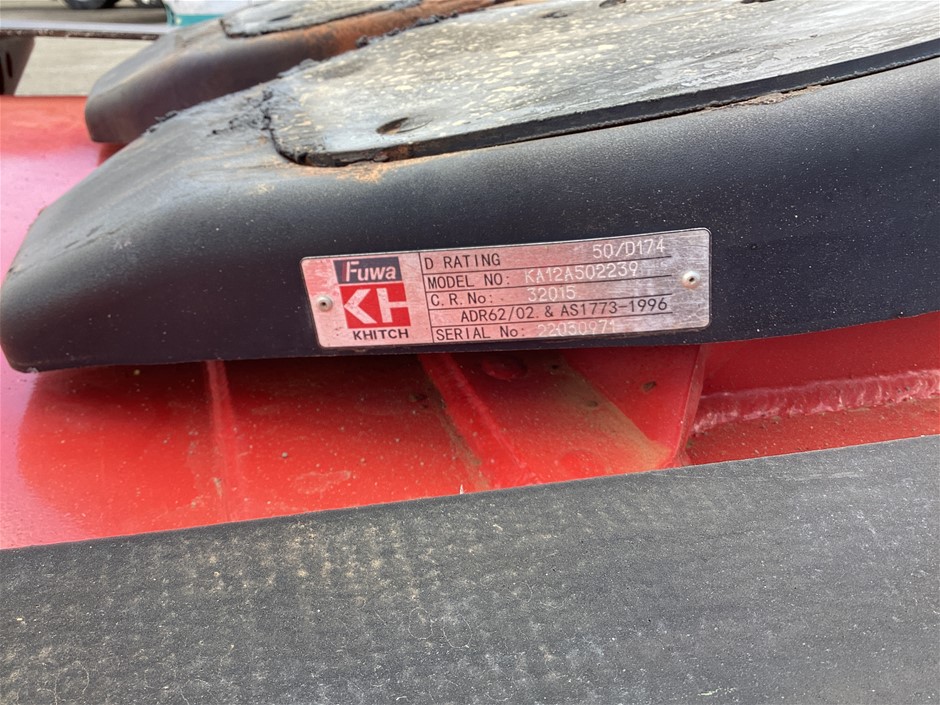 Fuwa
KH
KHITCH
D RATING 50/D174
MODEL NO: KA12A502239
C.R.No: 32015
ADR62/02 & AS1773-1996
SERIAL No: 22030971